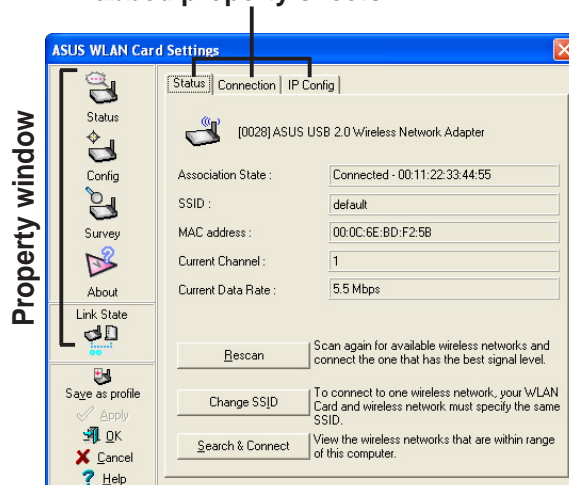 ASUS WLAN Card Settings
Property window
Status
Config
Survey
About
Link State
Save as profile
Apply
OK
Cancel
Help
Status Connection IP Config
[0028] ASUS USB 2.0 Wireless Network Adapter
Association State : Connected - 00:11:22:33:44:55
SSID : default
MAC address : 00:0C:6E:BD:F2:5B
Current Channel : 1
Current Data Rate : 5.5 Mbps
Rescan
Scan again for available wireless networks and
connect the one that has the best signal level.
Change SSID
To connect to one wireless network, your WLAN
Card and wireless network must specify the same
SSID.
Search & Connect
View the wireless networks that are within range
of this computer.